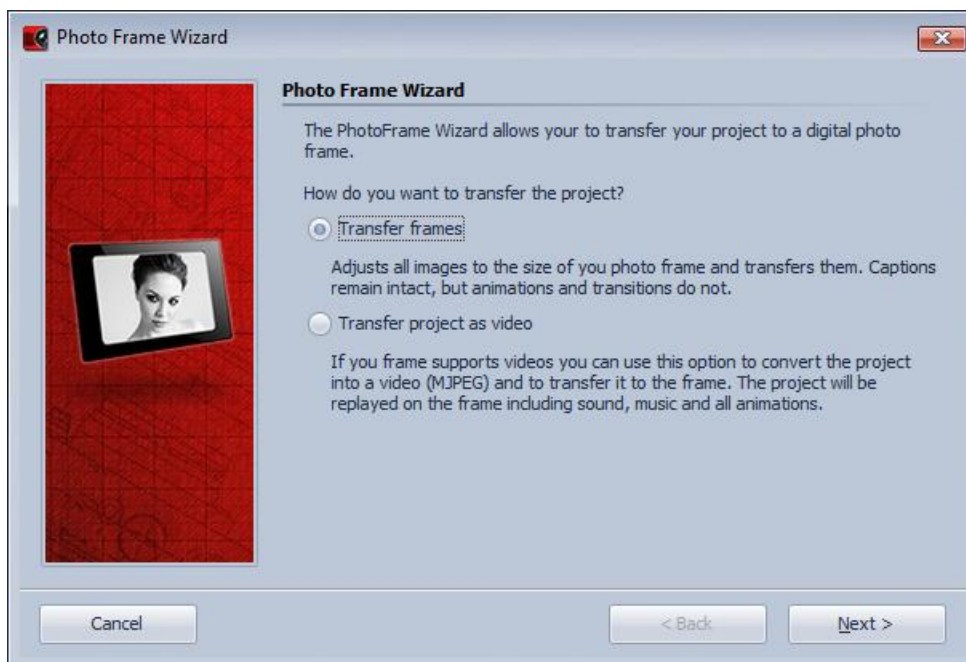 Photo Frame Wizard
Photo Frame Wizard
The PhotoFrame Wizard allows your to transfer your project to a digital photo
frame.
How do you want to transfer the project?
Transfer frames
Adjusts all images to the size of you photo frame and transfers them. Captions
remain intact, but animations and transitions do not.
Transfer project as video
If you frame supports videos you can use this option to convert the project
into a video (MJPEG) and to transfer it to the frame. The project will be
replayed on the frame including sound, music and all animations.
Cancel
< Back
Next >